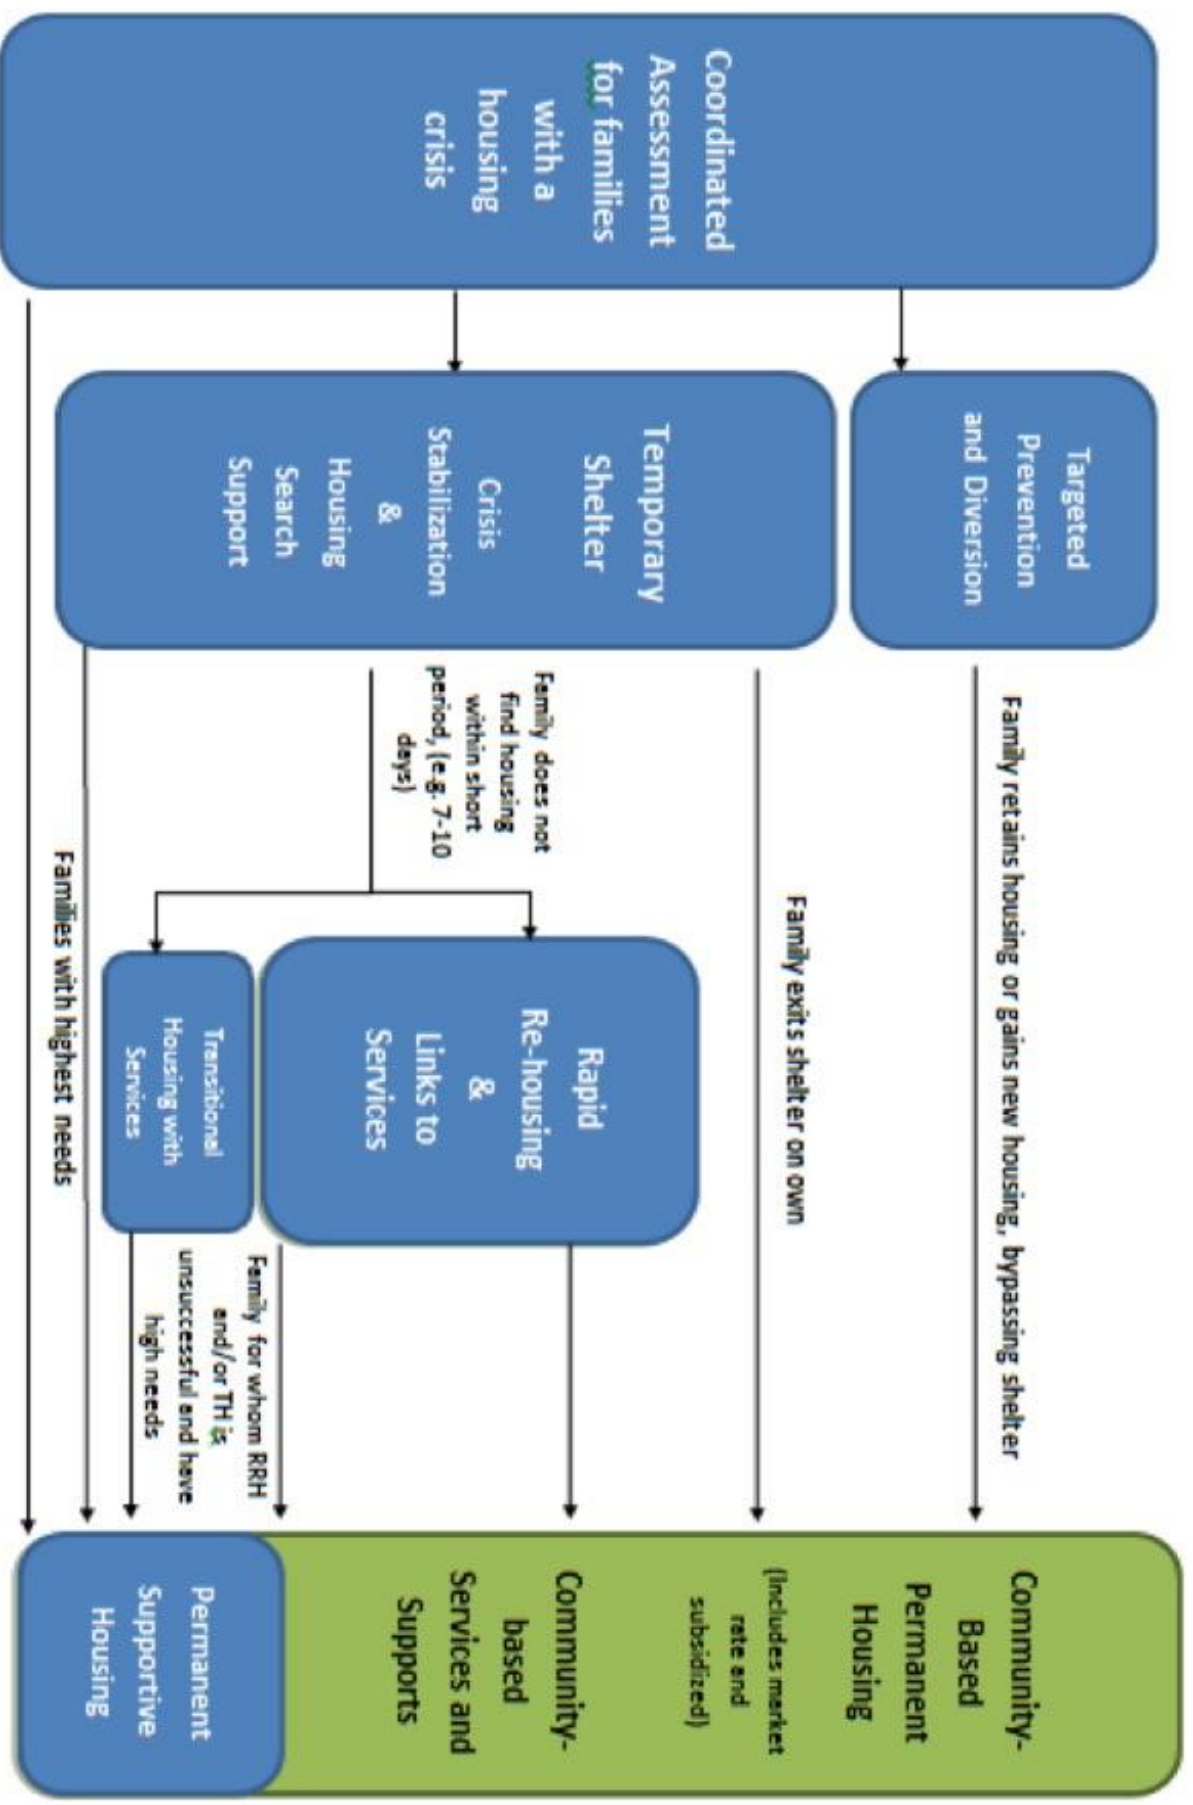 Coordinated
Assessment
for families
with a
housing
crisis
Targeted
Prevention
and Diversion
Temporary
Shelter
Crisis
Stabilization
&
Housing
Search
Support
Family retains housing or gains new housing, bypassing shelter
Family exits shelter on own
Family does not
find housing
within short
period, (e.g. 7-10
days)
Rapid
Re-housing
&
Links to
Services
Transitional
Housing with
Services
Family for whom RRH
and/or TH is
unsuccessful and have
high needs
Families with highest needs
Community-
Based
Permanent
Housing
(Includes market
rate and
subsidized)
Community-
based
Services and
Supports
Permanent
Supportive
Housing